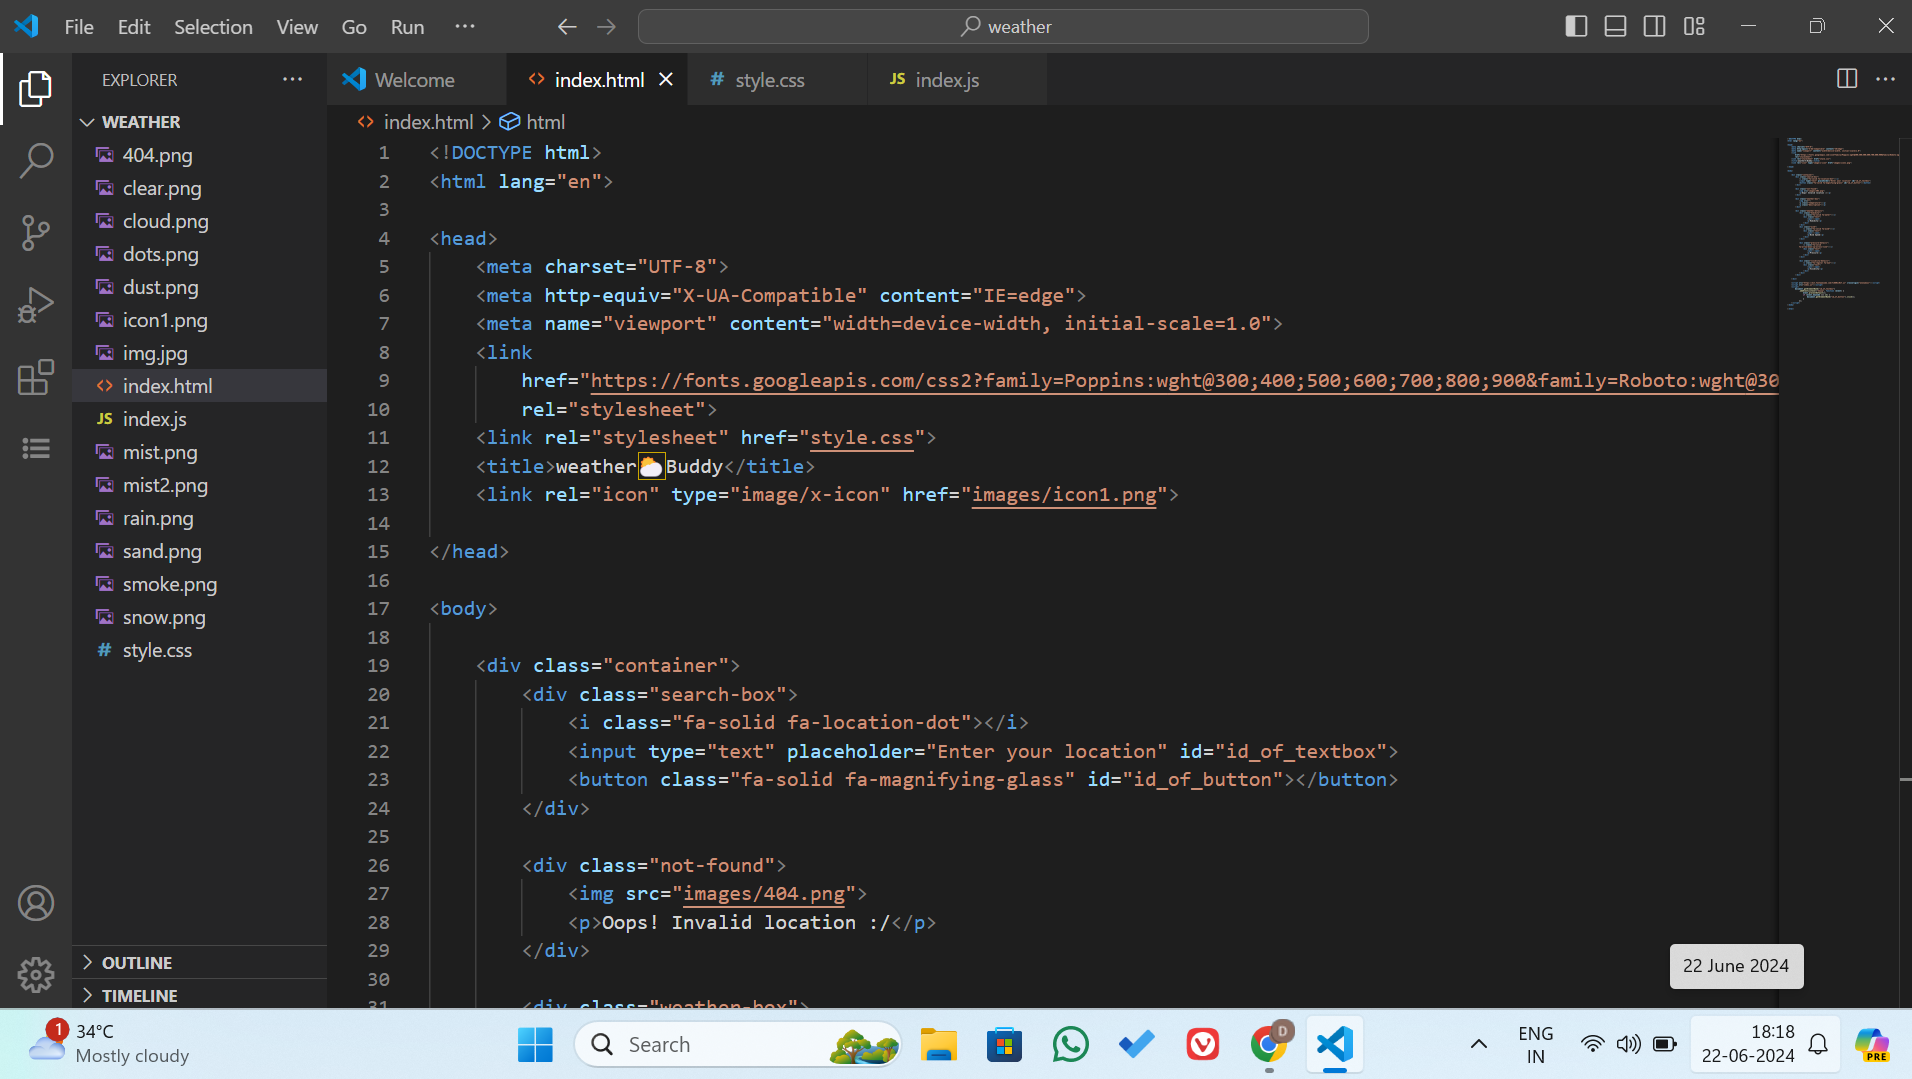 File Edit Selection View Go Run ···
weather
EXPLORER
Welcome
index.html
# style.css
JS index.js
WEATHER
404.png
clear.png
cloud.png
dots.png
dust.png
icon1.png
img.jpg
<> index.html
JS index.js
mist.png
mist2.png
rain.png
sand.png
smoke.png
snow.png
# style.css
OUTLINE
TIMELINE
<> index.html > html
1 <!DOCTYPE html>
2 <html lang="en">
3
4 <head>
5 <meta charset="UTF-8">
6 <meta http-equiv="X-UA-Compatible" content="IE=edge">
7 <meta name="viewport" content="width=device-width, initial-scale=1.0">
8 <link
9 href="https://fonts.googleapis.com/css2?family=Poppins:wght@300;400;500;600;700;800;900&family=Roboto:wght@30
10 rel="stylesheet">
11 <link rel="stylesheet" href="style.css">
12 <title>weather🌤Buddy</title>
13 <link rel="icon" type="image/x-icon" href="images/icon1.png">
14
15 </head>
16
17 <body>
18
19 <div class="container">
20 <div class="search-box">
21 <i class="fa-solid fa-location-dot"></i>
22 <input type="text" placeholder="Enter your location" id="id_of_textbox">
23 <button class="fa-solid fa-magnifying-glass" id="id_of_button"></button>
24 </div>
25
26 <div class="not-found">
27 <img src="images/404.png">
28 <p>Oops! Invalid location :/</p>
29 </div>
30
31 <div class="weather-box">
22 June 2024
1
34°C
Mostly cloudy
Search
D
ENG
IN
18:18
22-06-2024
PRE